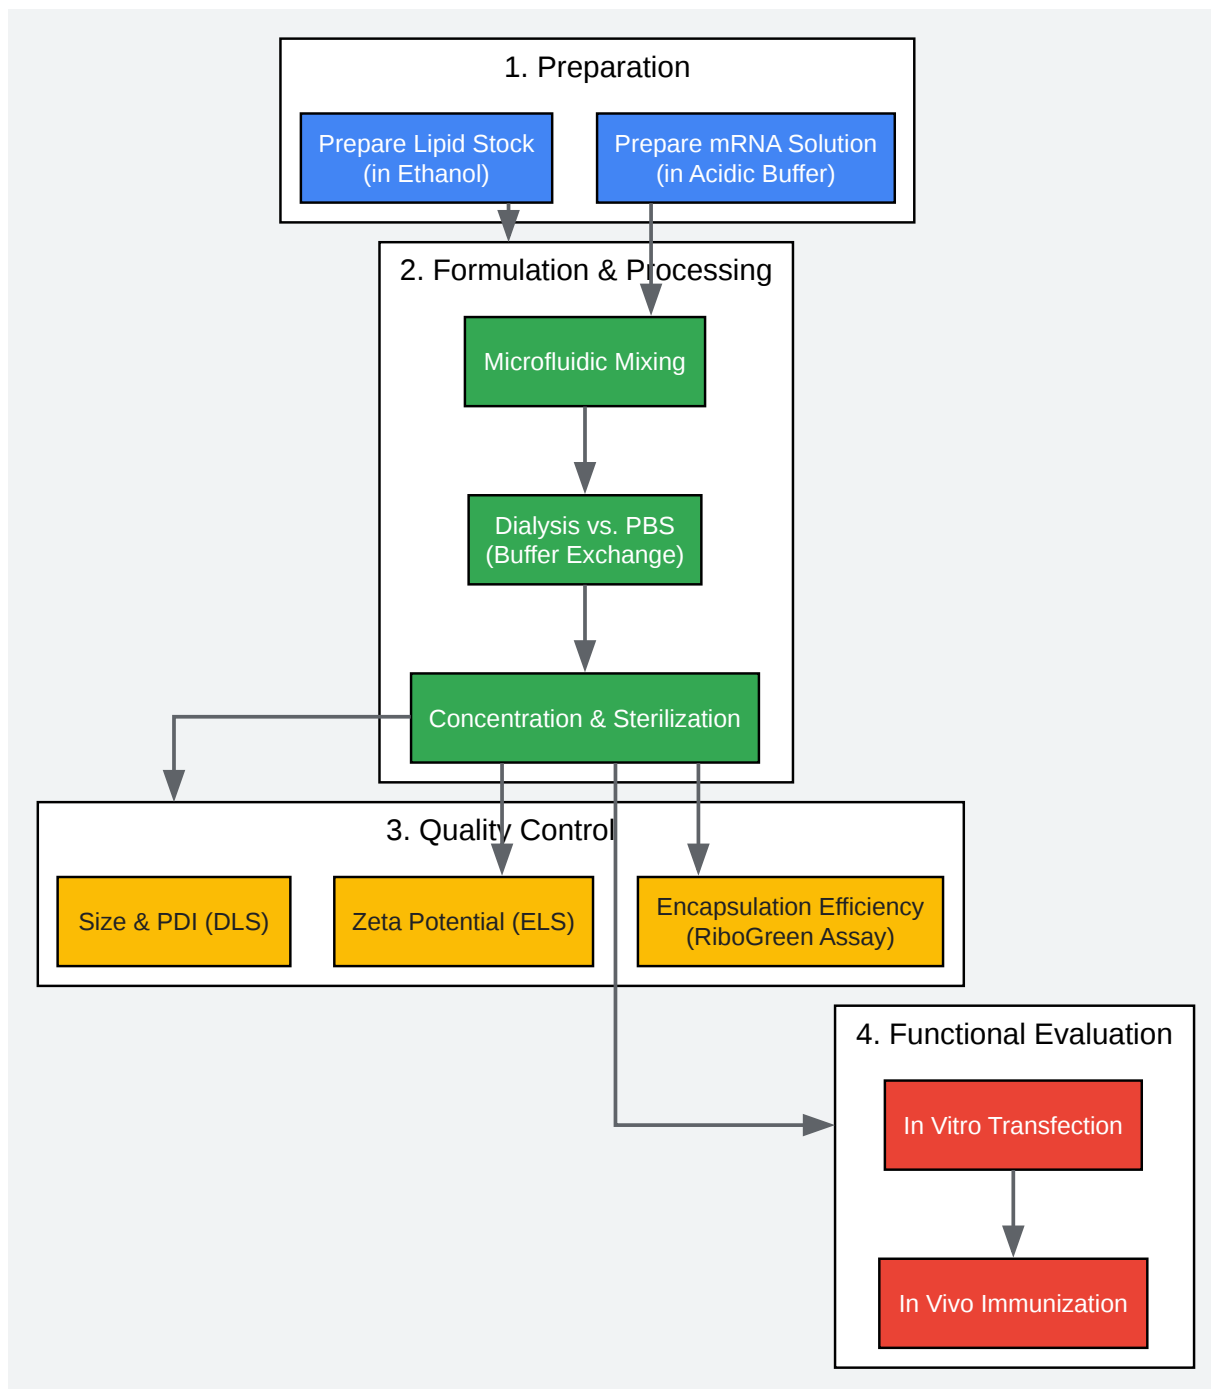 1. Preparation
Prepare Lipid Stock
(in Ethanol)
Prepare mRNA Solution
(in Acidic Buffer)
2. Formulation & Processing
Microfluidic Mixing
Dialysis vs. PBS
(Buffer Exchange)
Concentration & Sterilization
3. Quality Control
Size & PDI (DLS)
Zeta Potential (ELS)
Encapsulation Efficiency
(RiboGreen Assay)
4. Functional Evaluation
In Vitro Transfection
In Vivo Immunization